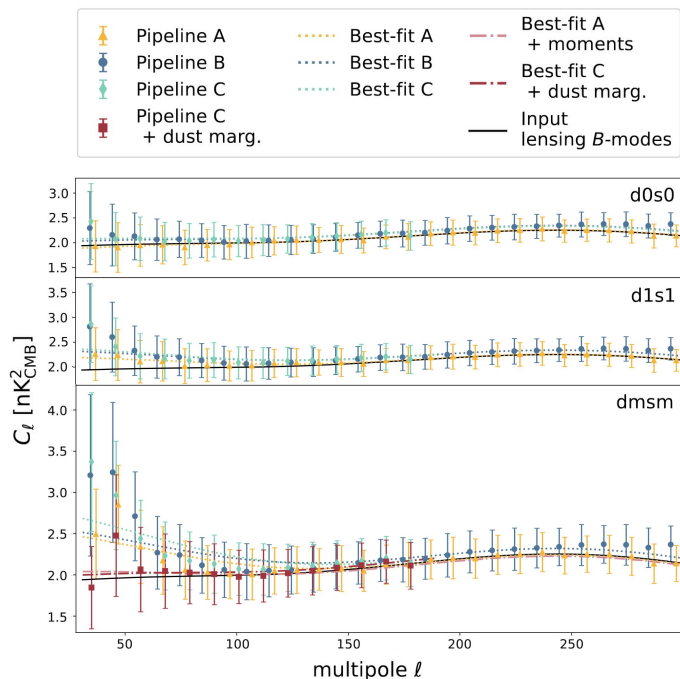 Pipeline A
Pipeline B
Pipeline C
Pipeline C
+ dust marg.
Best-fit A
Best-fit B
Best-fit C
Best-fit A
+ moments
Best-fit C
+ dust marg.
Input
lensing B-modes
d0s0
3.0
2.5
2.0
1.5
d1s1
3.5
3.0
2.5
2.0
dmsm
4.0
3.5
3.0
2.5
2.0
1.5
Cℓ [nK²CMB]
50
100
150
200
250
multipole ℓ